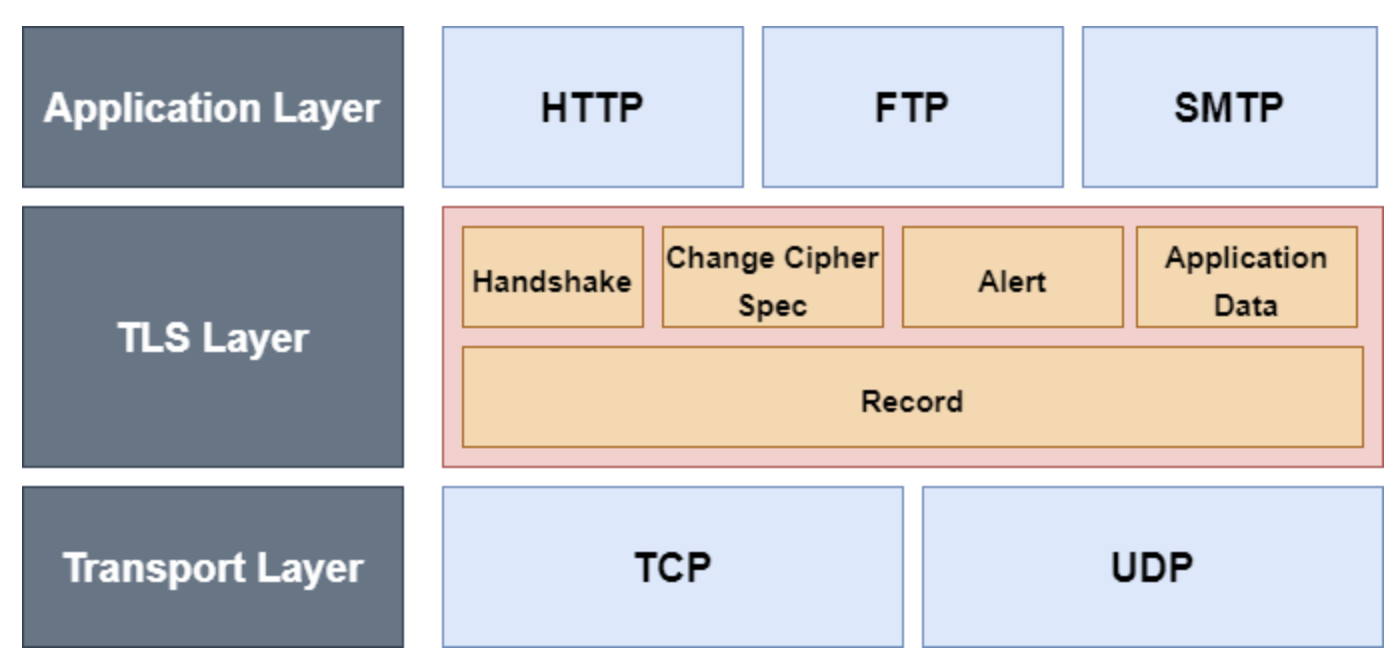 Application Layer
HTTP
FTP
SMTP
TLS Layer
Handshake
Change Cipher
Spec
Alert
Application
Data
Record
Transport Layer
TCP
UDP